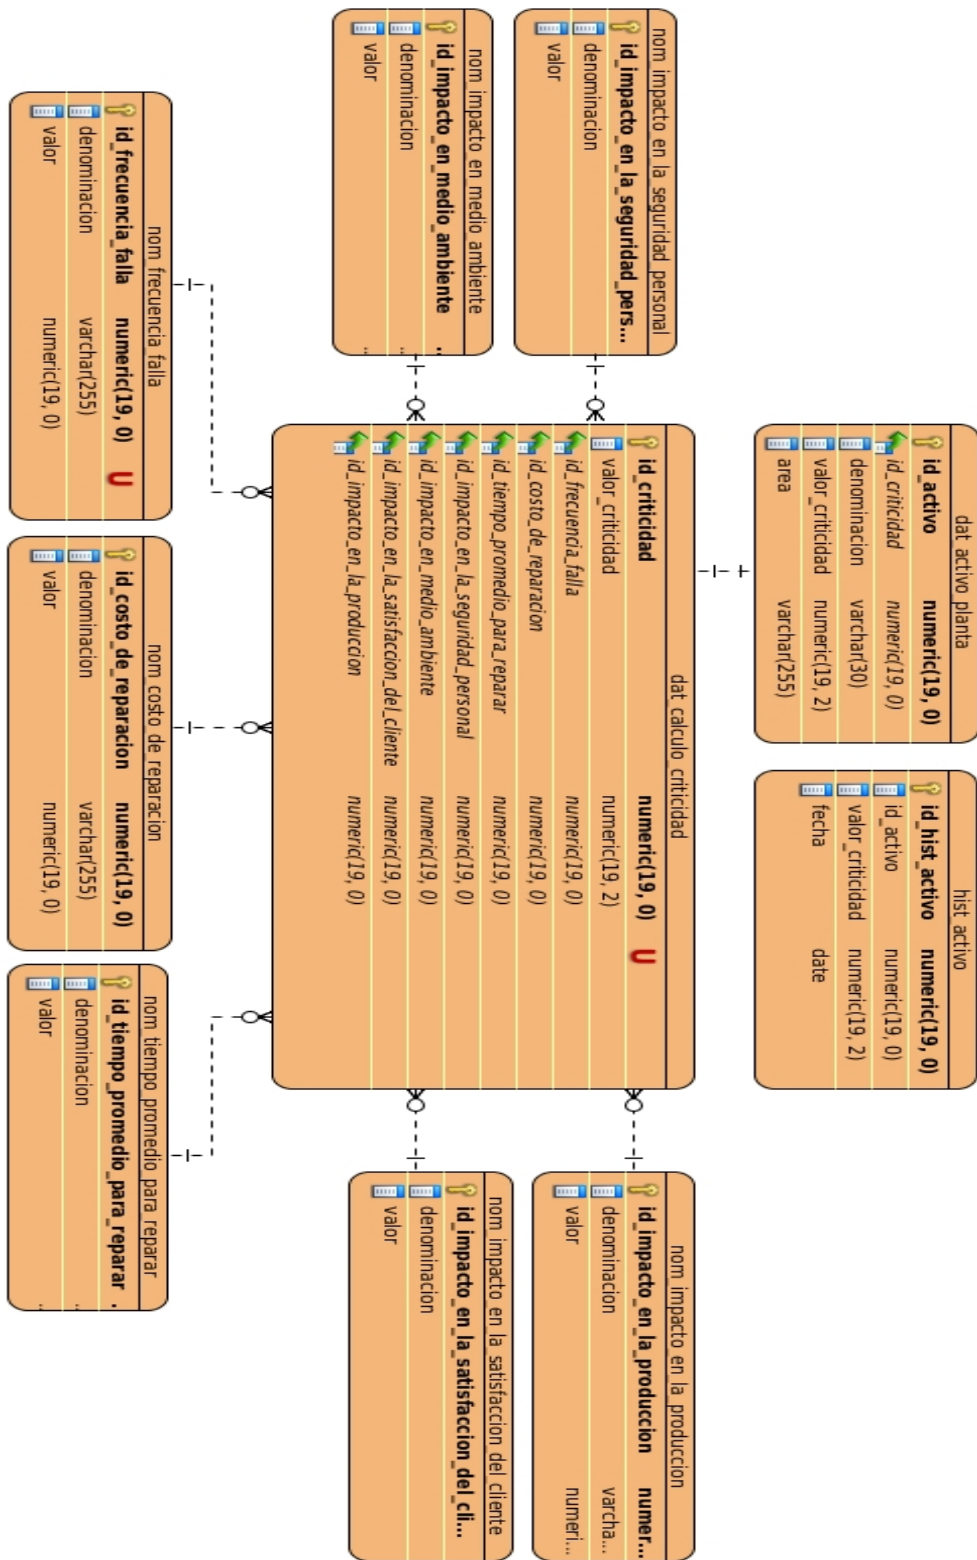 nom_impacto_en_la_seguridad_personal
id_impacto_en_la_seguridad_pers...
denominacion
valor
nom_impacto_en_medio_ambiente
id_impacto_en_medio_ambiente ..
denominacion ...
valor ...
nom_frecuencia_falla
id_frecuencia_falla numeric(19, 0) U
denominacion varchar(255)
valor numeric(19, 0)
dat_activo_planta
id_activo numeric(19, 0)
id_criticidad numeric(19, 0)
denominacion varchar(30)
valor_criticidad numeric(19, 2)
area varchar(255)
hist_activo
id_hist_activo numeric(19, 0)
id_activo numeric(19, 0)
valor_criticidad numeric(19, 2)
fecha date
dat_calculo_criticidad
id_criticidad numeric(19, 0) U
valor_criticidad numeric(19, 2)
id_frecuencia_falla numeric(19, 0)
id_costo_de_reparacion numeric(19, 0)
id_tiempo_promedio_para_reparar numeric(19, 0)
id_impacto_en_la_seguridad_personal numeric(19, 0)
id_impacto_en_medio_ambiente numeric(19, 0)
id_impacto_en_la_satisfaccion_del_cliente numeric(19, 0)
id_impacto_en_la_produccion numeric(19, 0)
nom_costo_de_reparacion
id_costo_de_reparacion numeric(19, 0)
denominacion varchar(255)
valor numeric(19, 0)
nom_tiempo_promedio_para_reparar
id_tiempo_promedio_para_reparar .
denominacion ..
valor ..
nom_impacto_en_la_produccion
id_impacto_en_la_produccion numer...
denominacion varcha...
valor numeri...
nom_impacto_en_la_satisfaccion_del_cliente
id_impacto_en_la_satisfaccion_del_cli...
denominacion
valor